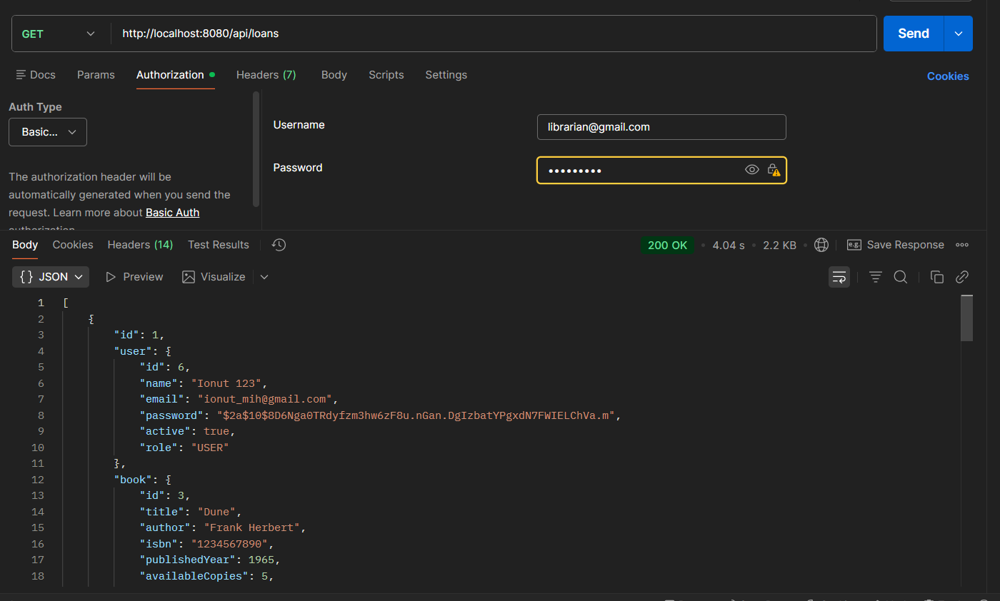 GET http://localhost:8080/api/loans Send
Docs Params Authorization Headers (7) Body Scripts Settings Cookies
Auth Type
Basic...
The authorization header will be
automatically generated when you send the
request. Learn more about Basic Auth
authorization.
Username librarian@gmail.com
Password •••••••••
Body Cookies Headers (14) Test Results 200 OK • 4.04 s • 2.2 KB • e.g. Save Response
{} JSON Preview Visualize
1 [
2 {
3 "id": 1,
4 "user": {
5 "id": 6,
6 "name": "Ionut 123",
7 "email": "ionut_mih@gmail.com",
8 "password": "$2a$10$8D6Nga0TRdyfzm3hw6zF8u.nGan.DgIzbatYPgxdN7FWIELChVa.m",
9 "active": true,
10 "role": "USER"
11 },
12 "book": {
13 "id": 3,
14 "title": "Dune",
15 "author": "Frank Herbert",
16 "isbn": "1234567890",
17 "publishedYear": 1965,
18 "availableCopies": 5,